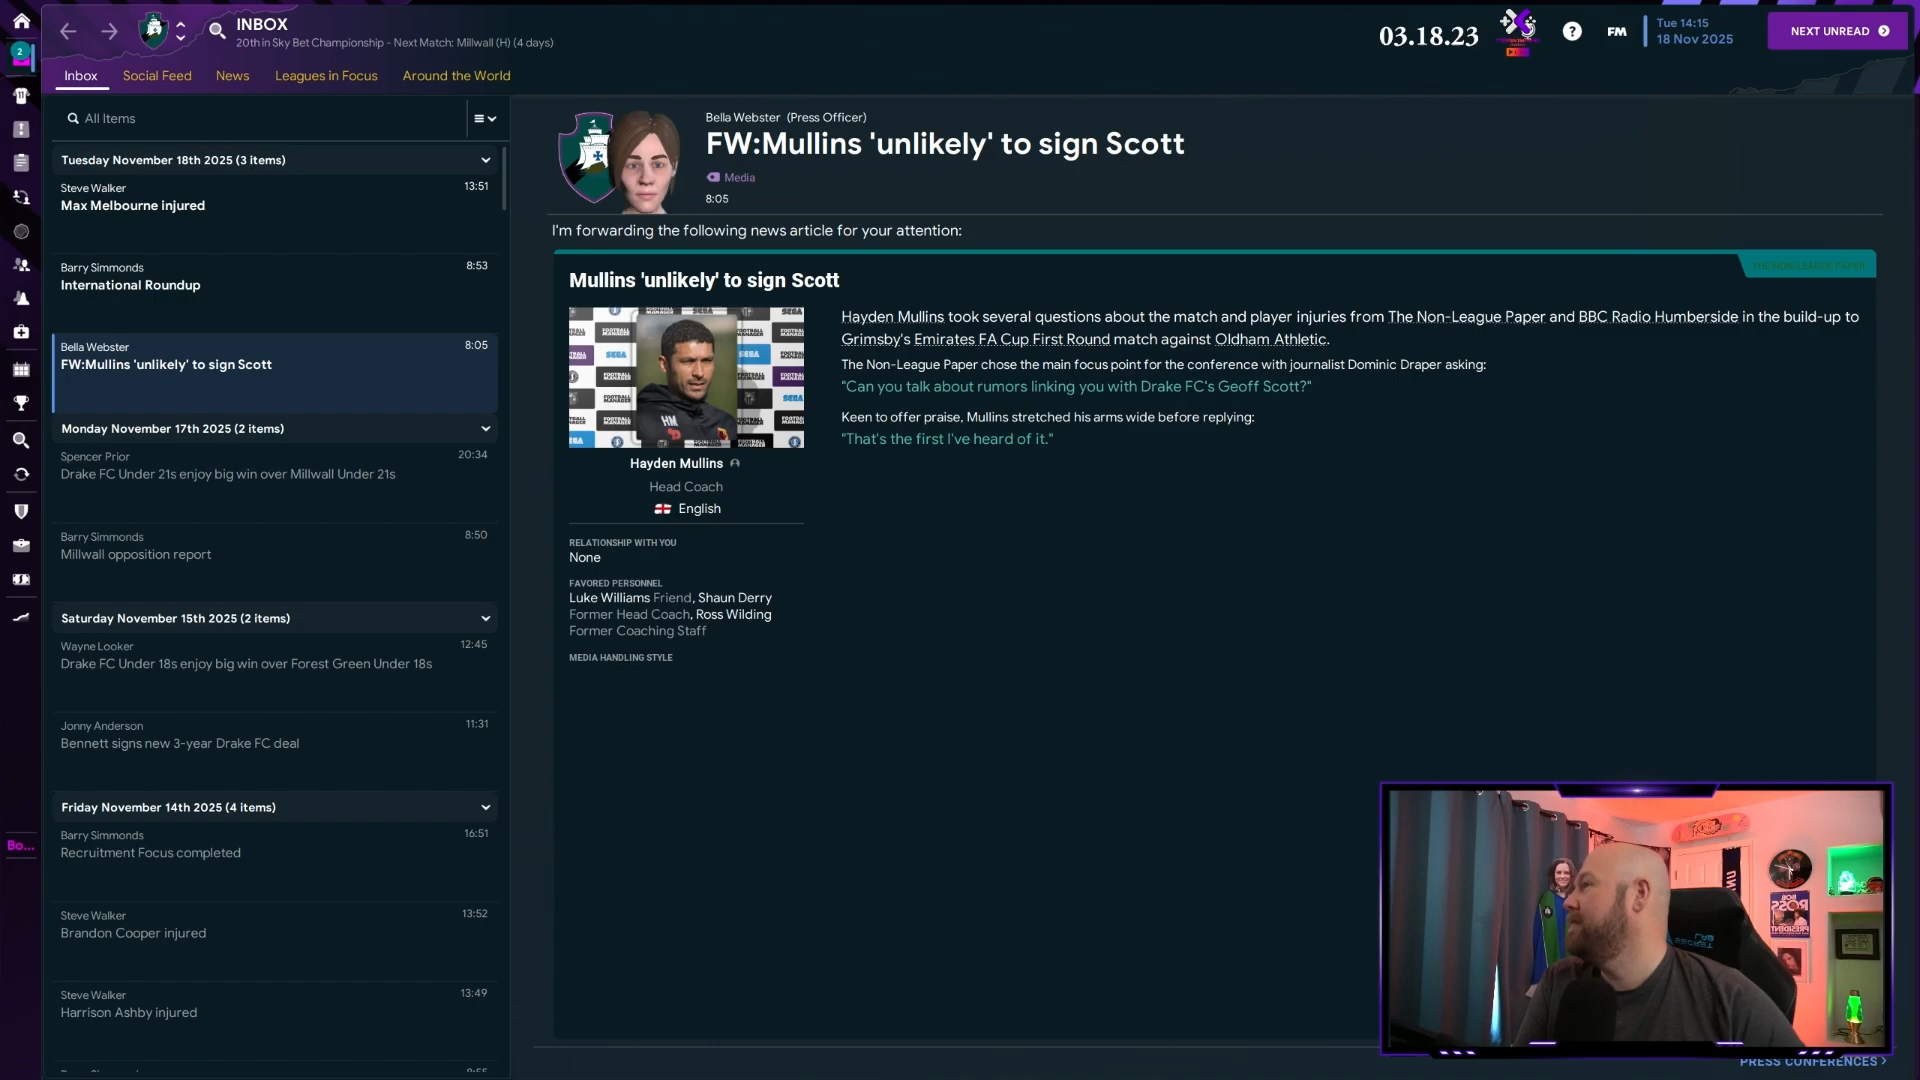 INBOX
20th in Sky Bet Championship - Next Match: Millwall (H) (4 days)
03.18.23
FM
Tue 14:15
18 Nov 2025
NEXT UNREAD
2
Inbox
Social Feed
News
Leagues in Focus
Around the World
All Items
Tuesday November 18th 2025 (3 items)
Steve Walker 13:51
Max Melbourne injured
Barry Simmonds 8:53
International Roundup
Bella Webster 8:05
FW:Mullins 'unlikely' to sign Scott
Monday November 17th 2025 (2 items)
Spencer Prior 20:34
Drake FC Under 21s enjoy big win over Millwall Under 21s
Barry Simmonds 8:50
Millwall opposition report
Saturday November 15th 2025 (2 items)
Wayne Looker 12:45
Drake FC Under 18s enjoy big win over Forest Green Under 18s
Jonny Anderson 11:31
Bennett signs new 3-year Drake FC deal
Friday November 14th 2025 (4 items)
Barry Simmonds 16:51
Recruitment Focus completed
Steve Walker 13:52
Brandon Cooper injured
Steve Walker 13:49
Harrison Ashby injured
Bo...
Bella Webster (Press Officer)
FW:Mullins 'unlikely' to sign Scott
Media
8:05
I'm forwarding the following news article for your attention:
THE NON-LEAGUE PAPER
Mullins 'unlikely' to sign Scott
Hayden Mullins took several questions about the match and player injuries from The Non-League Paper and BBC Radio Humberside in the build-up to
Grimsby's Emirates FA Cup First Round match against Oldham Athletic.
The Non-League Paper chose the main focus point for the conference with journalist Dominic Draper asking:
"Can you talk about rumors linking you with Drake FC's Geoff Scott?"
Keen to offer praise, Mullins stretched his arms wide before replying:
"That's the first I've heard of it."
SEGA
FOOTBALL MANAGER
HM
Hayden Mullins
Head Coach
English
RELATIONSHIP WITH YOU
None
FAVORED PERSONNEL
Luke Williams Friend, Shaun Derry
Former Head Coach, Ross Wilding
Former Coaching Staff
MEDIA HANDLING STYLE
BOB
ROSS
PRESIDENT
PRESS CONFERENCES